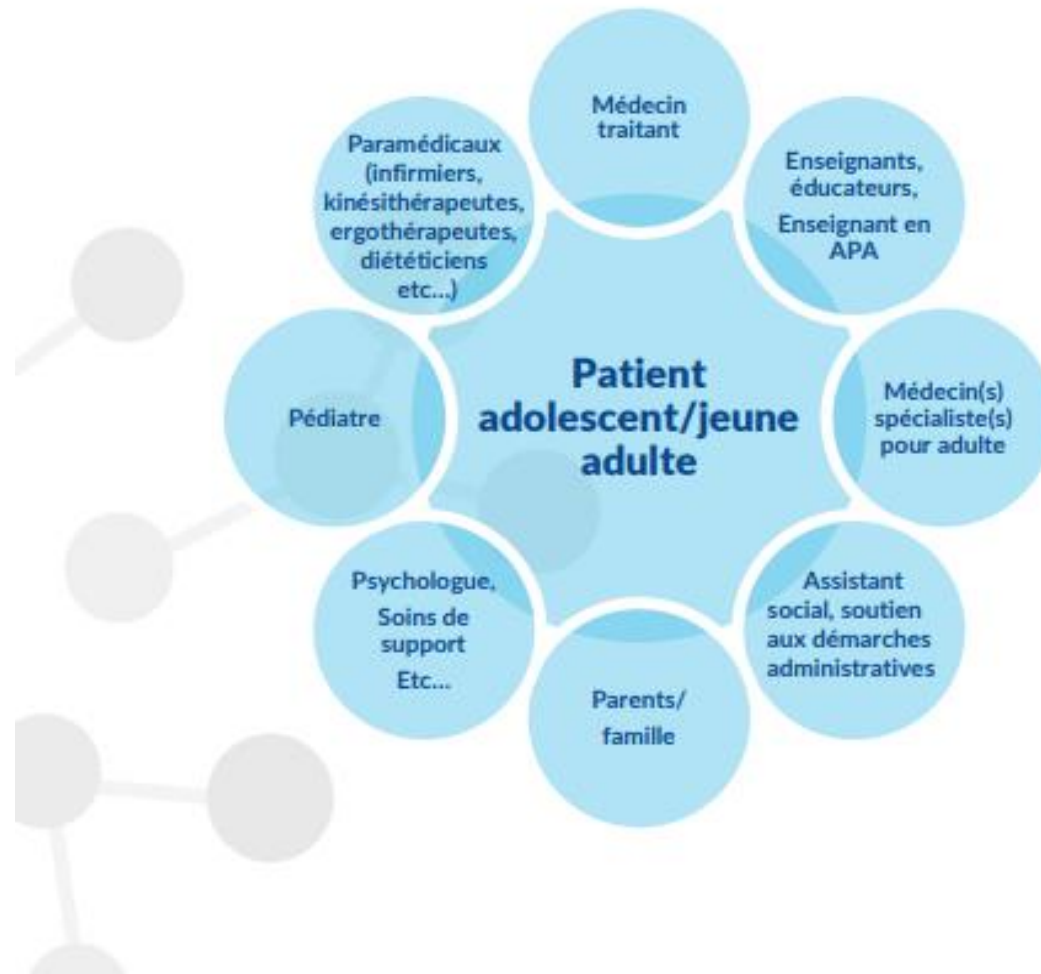 Médecin
traitant
Enseignants,
éducateurs,
Enseignant en
APA
Médecin(s)
spécialiste(s)
pour adulte
Assistant
social, soutien
aux démarches
administratives
Parents/
famille
Psychologue,
Soins de
support
Etc...
Pédiatre
Paramédicaux
(infirmiers,
kinésithérapeutes,
ergothérapeutes,
diététiciens
etc...)
Patient
adolescent/jeune
adulte